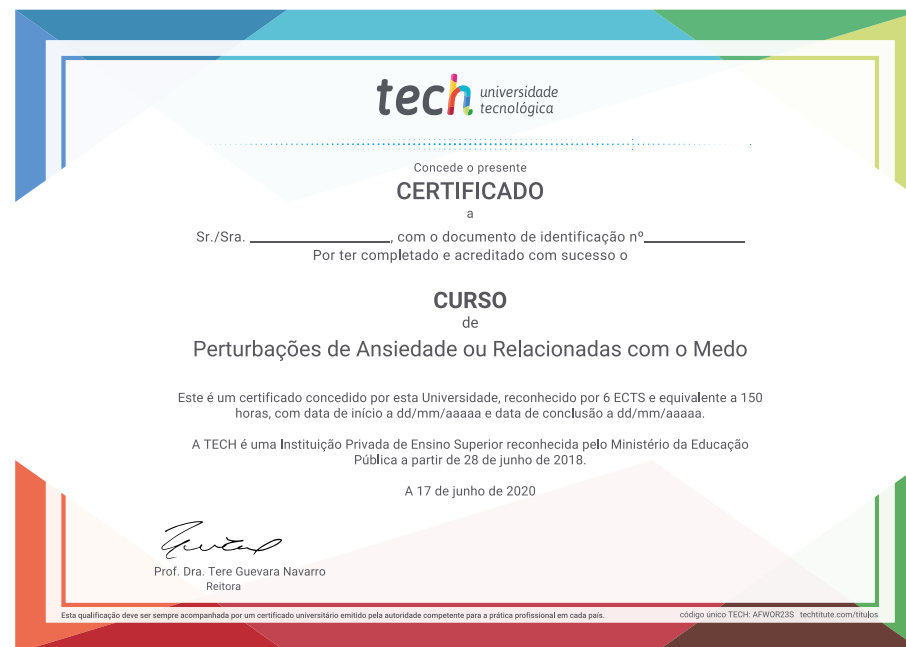 tech universidade
tecnológica
Concede o presente
CERTIFICADO
a
Sr./Sra. ____________________, com o documento de identificação nº______________
Por ter completado e acreditado com sucesso o
CURSO
de
Perturbações de Ansiedade ou Relacionadas com o Medo
Este é um certificado concedido por esta Universidade, reconhecido por 6 ECTS e equivalente a 150
horas, com data de início a dd/mm/aaaaa e data de conclusão a dd/mm/aaaaa.
A TECH é uma Instituição Privada de Ensino Superior reconhecida pelo Ministério da Educação
Pública a partir de 28 de junho de 2018.
A 17 de junho de 2020
Prof. Dra. Tere Guevara Navarro
Reitora
Esta qualificação deve ser sempre acompanhada por um certificado universitário emitido pela autoridade competente para a prática profissional em cada país.
código único TECH: AFWOR23S techtitute.com/titulos